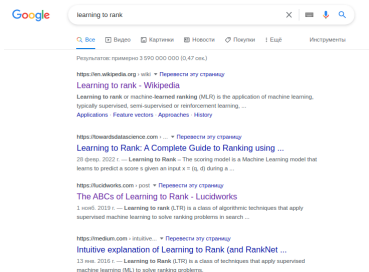 Google
learning to rank
Все Видео Картинки Новости Покупки Ещё Инструменты
Результатов: примерно 3 590 000 000 (0,47 сек.)
https://en.wikipedia.org › wiki Перевести эту страницу
Learning to rank - Wikipedia
Learning to rank or machine-learned ranking (MLR) is the application of machine learning,
typically supervised, semi-supervised or reinforcement learning, ...
Applications · Feature vectors · Approaches · History
https://towardsdatascience.com › ... Перевести эту страницу
Learning to Rank: A Complete Guide to Ranking using ...
28 февр. 2022 г. — Learning to Rank – The scoring model is a Machine Learning model that
learns to predict a score s given an input x = (q, d) during a ...
https://lucidworks.com › post Перевести эту страницу
The ABCs of Learning to Rank - Lucidworks
1 нояб. 2019 г. — Learning to rank (LTR) is a class of algorithmic techniques that apply
supervised machine learning to solve ranking problems in search ...
https://medium.com › intuitive... Перевести эту страницу
Intuitive explanation of Learning to Rank (and RankNet ...
13 янв. 2016 г. — Learning to Rank (LTR) is a class of techniques that apply supervised
machine learning (ML) to solve ranking problems.